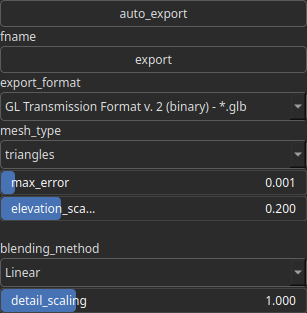 auto_export
fname
export
export_format
GL Transmission Format v. 2 (binary) - *.glb
mesh_type
triangles
max_error 0.001
elevation_sca... 0.200
blending_method
Linear
detail_scaling 1.000